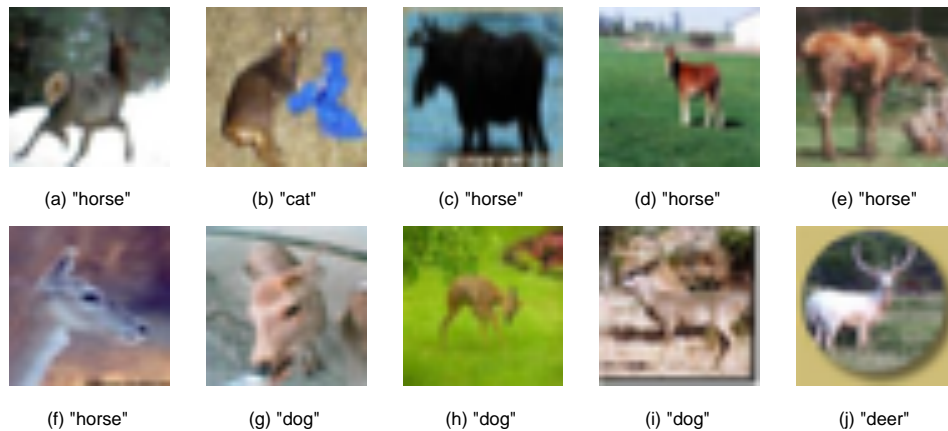 (a) "horse"
(b) "cat"
(c) "horse"
(d) "horse"
(e) "horse"
(f) "horse"
(g) "dog"
(h) "dog"
(i) "dog"
(j) "deer"